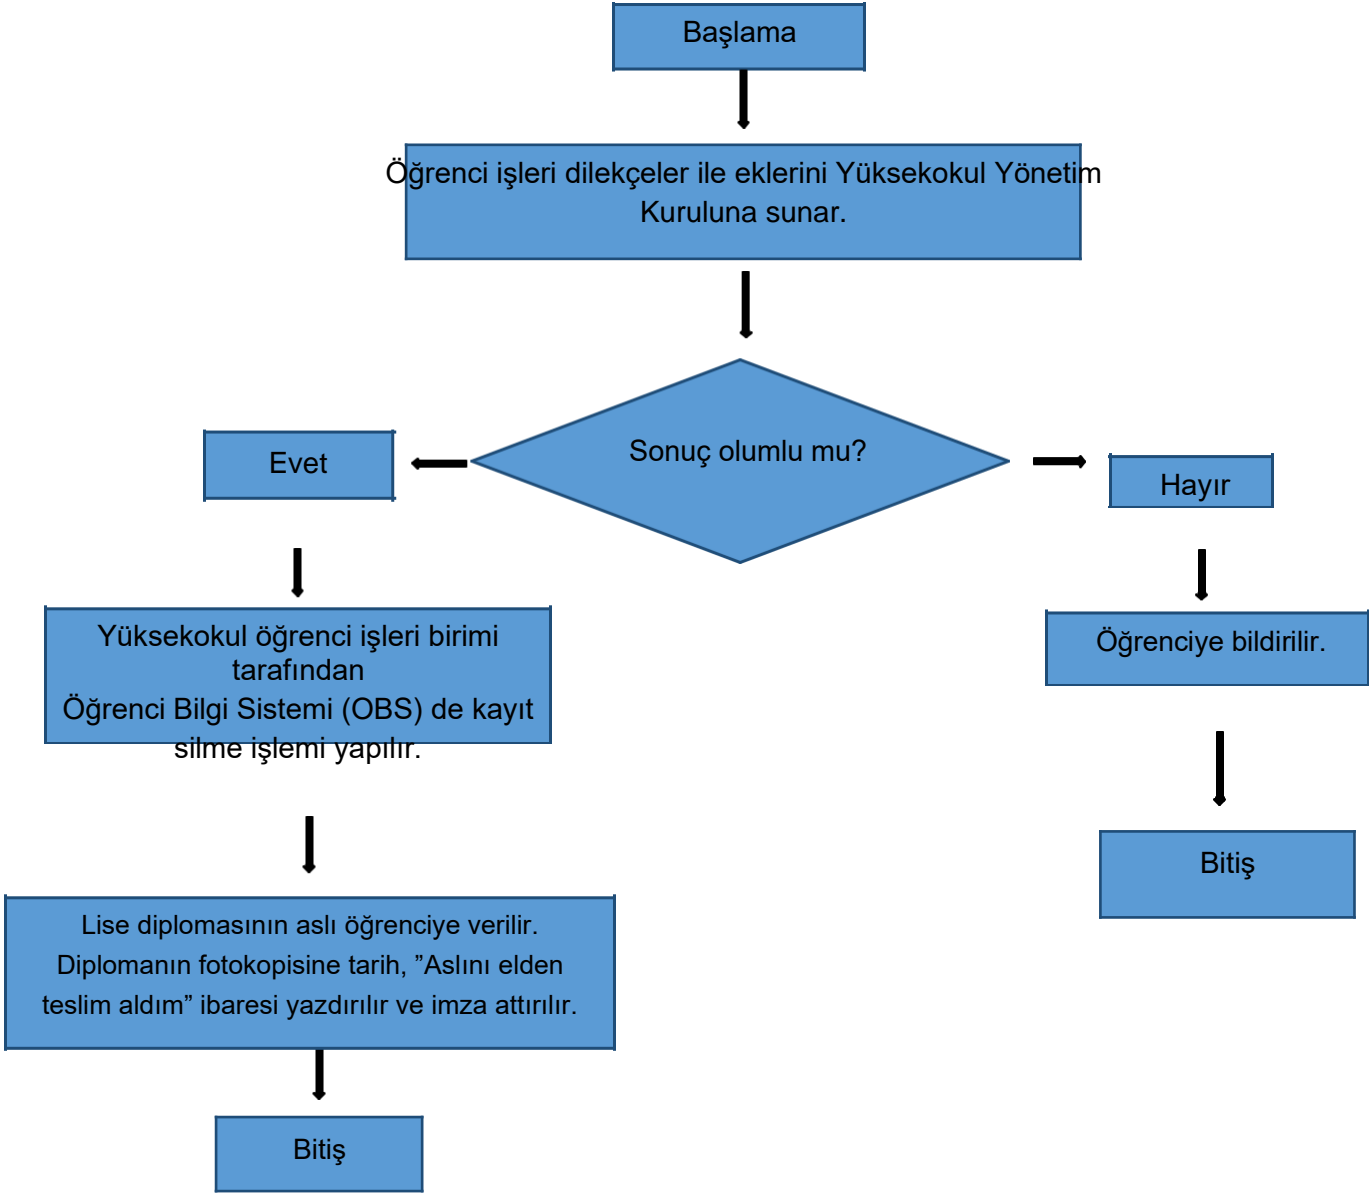 Başlama
Öğrenci işleri dilekçeler ile eklerini Yüksekokul Yönetim
Kuruluna sunar.
Sonuç olumlu mu?
Evet
Hayır
Yüksekokul öğrenci işleri birimi
tarafından
Öğrenci Bilgi Sistemi (OBS) de kayıt
silme işlemi yapılır.
Öğrenciye bildirilir.
Bitiş
Lise diplomasının aslı öğrenciye verilir.
Diplomanın fotokopisine tarih, ”Aslını elden
teslim aldım” ibaresi yazdırılır ve imza attırılır.
Bitiş